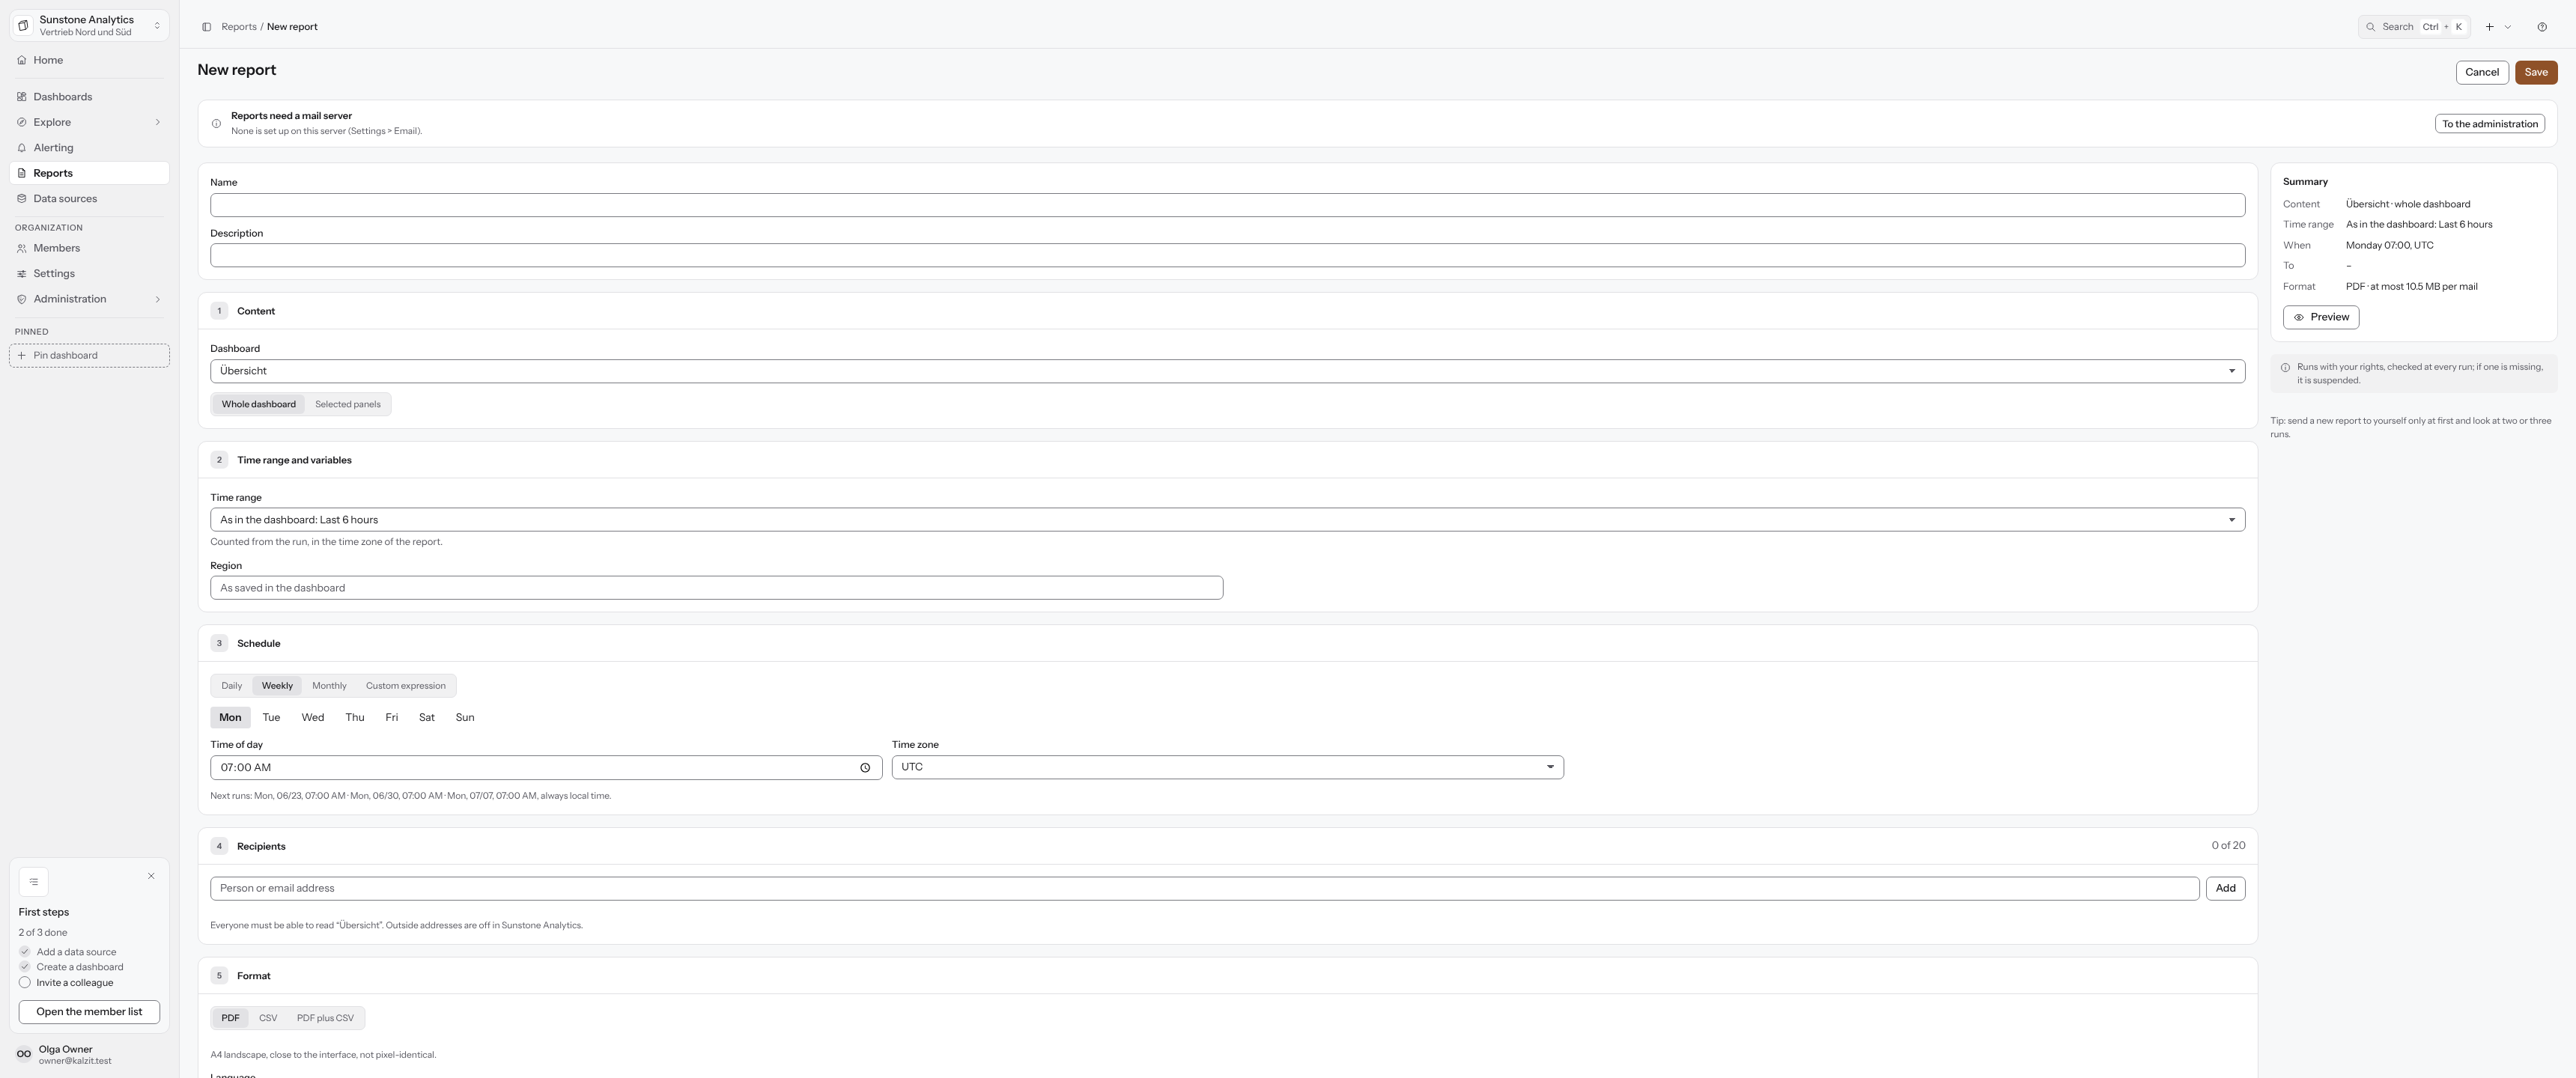 Sunstone Analytics
Vertrieb Nord und Süd
Home
Dashboards
Explore
Alerting
Reports
Data sources
ORGANIZATION
Members
Settings
Administration
PINNED
Pin dashboard
First steps
2 of 3 done
Add a data source
Create a dashboard
Invite a colleague
Open the member list
OO
Olga Owner
owner@kalzit.test
Reports / New report
Search Ctrl + K
New report
Cancel
Save
Reports need a mail server
None is set up on this server (Settings > Email).
To the administration
Name
Description
1 Content
Dashboard
Übersicht
Whole dashboard
Selected panels
2 Time range and variables
Time range
As in the dashboard: Last 6 hours
Counted from the run, in the time zone of the report.
Region
As saved in the dashboard
3 Schedule
Daily
Weekly
Monthly
Custom expression
Mon Tue Wed Thu Fri Sat Sun
Time of day
07:00 AM
Time zone
UTC
Next runs: Mon, 06/23, 07:00 AM · Mon, 06/30, 07:00 AM · Mon, 07/07, 07:00 AM, always local time.
4 Recipients
0 of 20
Person or email address
Add
Everyone must be able to read “Übersicht”. Outside addresses are off in Sunstone Analytics.
5 Format
PDF
CSV
PDF plus CSV
A4 landscape, close to the interface, not pixel-identical.
Language
Summary
Content Übersicht · whole dashboard
Time range As in the dashboard: Last 6 hours
When Monday 07:00, UTC
To –
Format PDF · at most 10.5 MB per mail
Preview
Runs with your rights, checked at every run; if one is missing,
it is suspended.
Tip: send a new report to yourself only at first and look at two or three
runs.